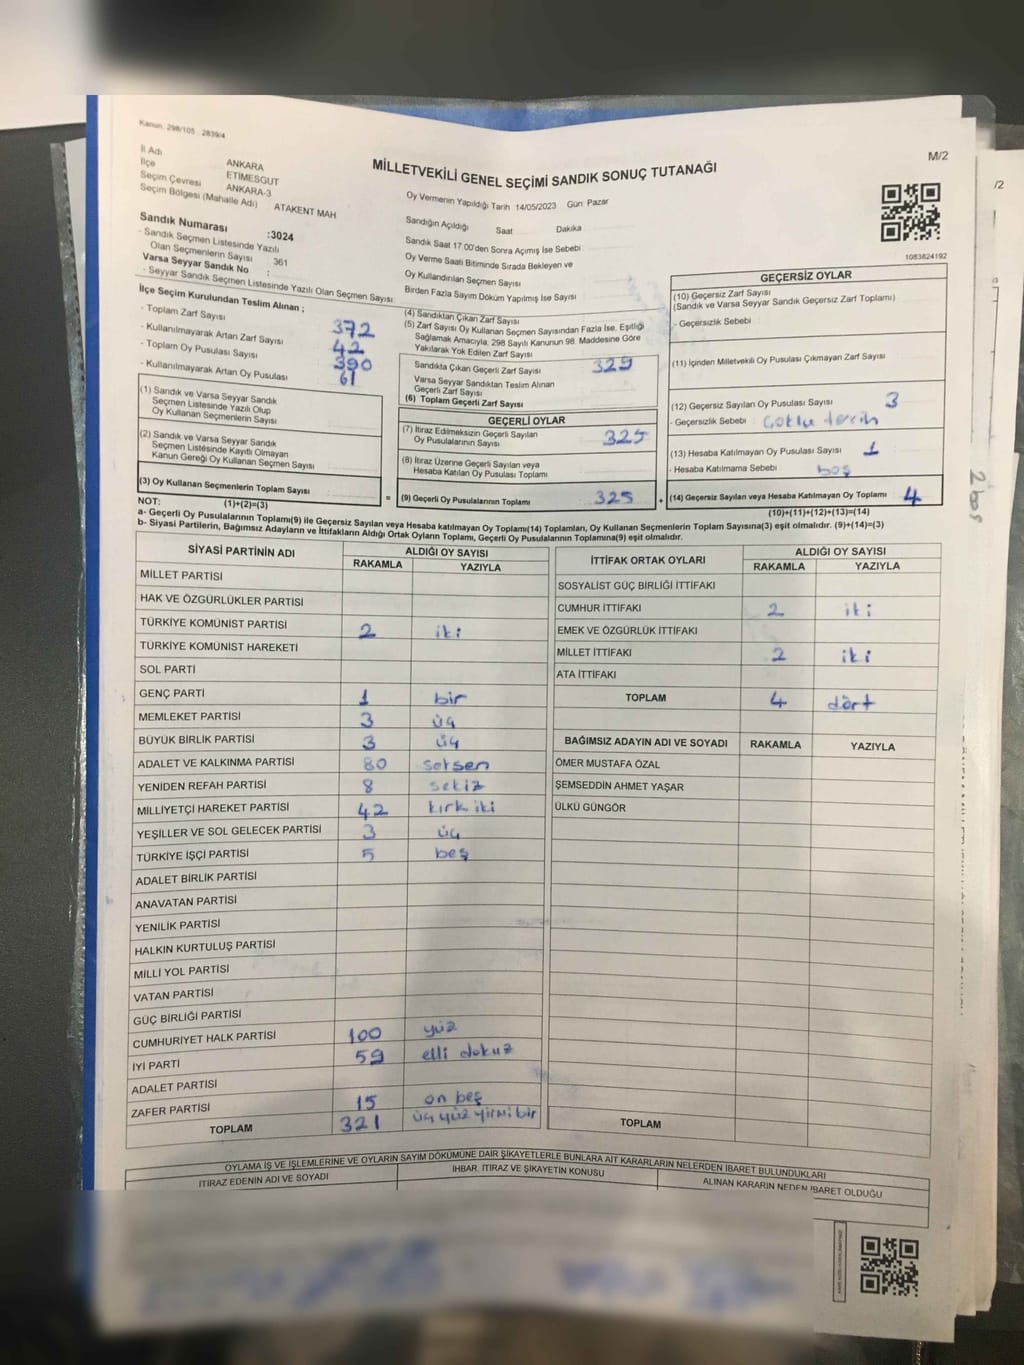 Kanun: 298/105 , 2839/4
M/2
/2
MİLLETVEKİLİ GENEL SEÇİMİ SANDIK SONUÇ TUTANAĞI
İl Adı ANKARA
İlçe ETİMESGUT
Seçim Çevresi ANKARA-3
Seçim Bölgesi (Mahalle Adı) ATAKENT MAH
Sandık Numarası :3024
- Sandık Seçmen Listesinde Yazılı
Olan Seçmenlerin Sayısı 361
Varsa Seyyar Sandık No :
- Seyyar Sandık Seçmen Listesinde Yazılı Olan Seçmen Sayısı
Oy Vermenin Yapıldığı Tarih 14/05/2023 Gün: Pazar
Sandığın Açıldığı Saat Dakika
Sandık Saat 17.00'den Sonra Açımış İse Sebebi
Oy Verme Saati Bitiminde Sırada Bekleyen ve
Oy Kullandırılan Seçmen Sayısı
Birden Fazla Sayım Döküm Yapılmış İse Sayısı
1083824192
İlçe Seçim Kurulundan Teslim Alınan ;
- Toplam Zarf Sayısı 372
- Kullanılmayarak Artan Zarf Sayısı 42
- Toplam Oy Pusulası Sayısı 390
- Kullanılmayarak Artan Oy Pusulası 61
(1) Sandık ve Varsa Seyyar Sandık
Seçmen Listesinde Yazılı Olup
Oy Kullanan Seçmenlerin Sayısı
(2) Sandık ve Varsa Seyyar Sandık
Seçmen Listesinde Kayıtlı Olmayan
Kanun Gereği Oy Kullanan Seçmen Sayısı
(3) Oy Kullanan Seçmenlerin Toplam Sayısı
(1)+(2)=(3)
(4) Sandıktan Çıkan Zarf Sayısı
(5) Zarf Sayısı Oy Kullanan Seçmen Sayısından Fazla İse, Eşitliği
Sağlamak Amacıyla, 298 Sayılı Kanunun 98. Maddesine Göre
Yakılarak Yok Edilen Zarf Sayısı
Sandıkta Çıkan Geçerli Zarf Sayısı 329
Varsa Seyyar Sandıktan Teslim Alınan
Geçerli Zarf Sayısı
(6) Toplam Geçerli Zarf Sayısı
GEÇERLİ OYLAR
(7) İtiraz Edilmeksizin Geçerli Sayılan
Oy Pusulalarının Sayısı 325
(8) İtiraz Üzerine Geçerli Sayılan veya
Hesaba Katılan Oy Pusulası Toplamı
= (9) Geçerli Oy Pusulalarının Toplamı 325 +
GEÇERSİZ OYLAR
(10) Geçersiz Zarf Sayısı
(Sandık ve Varsa Seyyar Sandık Geçersiz Zarf Toplamı)
- Geçersizlik Sebebi :
(11) İçinden Milletvekili Oy Pusulası Çıkmayan Zarf Sayısı
(12) Geçersiz Sayılan Oy Pusulası Sayısı 3
- Geçersizlik Sebebi : çoklu tercih
(13) Hesaba Katılmayan Oy Pusulası Sayısı 1
- Hesaba Katılmama Sebebi boş
(14) Geçersiz Sayılan veya Hesaba Katılmayan Oy Toplamı 4
(10)+(11)+(12)+(13)=(14)
2 boş
NOT:
a- Geçerli Oy Pusulalarının Toplamı(9) ile Geçersiz Sayılan veya Hesaba katılmayan Oy Toplamı(14) Toplamları, Oy Kullanan Seçmenlerin Toplam Sayısına(3) eşit olmalıdır. (9)+(14)=(3)
b- Siyasi Partilerin, Bağımsız Adayların ve İttifakların Aldığı Ortak Oyların Toplamı, Geçerli Oy Pusulalarının Toplamına(9) eşit olmalıdır.
SİYASİ PARTİNİN ADI ALDIĞI OY SAYISI
RAKAMLA YAZIYLA
MİLLET PARTİSİ
HAK VE ÖZGÜRLÜKLER PARTİSİ
TÜRKİYE KOMÜNİST PARTİSİ 2 iki
TÜRKİYE KOMÜNİST HAREKETİ
SOL PARTİ
GENÇ PARTİ 1 bir
MEMLEKET PARTİSİ 3 üç
BÜYÜK BİRLİK PARTİSİ 3 üç
ADALET VE KALKINMA PARTİSİ 80 seksen
YENİDEN REFAH PARTİSİ 8 sekiz
MİLLİYETÇİ HAREKET PARTİSİ 42 kırk iki
YEŞİLLER VE SOL GELECEK PARTİSİ 3 üç
TÜRKİYE İŞÇİ PARTİSİ 5 beş
ADALET BİRLİK PARTİSİ
ANAVATAN PARTİSİ
YENİLİK PARTİSİ
HALKIN KURTULUŞ PARTİSİ
MİLLİ YOL PARTİSİ
VATAN PARTİSİ
GÜÇ BİRLİĞİ PARTİSİ
CUMHURİYET HALK PARTİSİ 100 yüz
İYİ PARTİ 59 elli dokuz
ADALET PARTİSİ
ZAFER PARTİSİ 15 on beş
TOPLAM 321 üç yüz yirmi bir
İTTİFAK ORTAK OYLARI ALDIĞI OY SAYISI
RAKAMLA YAZIYLA
SOSYALİST GÜÇ BİRLİĞİ İTTİFAKI
CUMHUR İTTİFAKI 2 iki
EMEK VE ÖZGÜRLÜK İTTİFAKI
MİLLET İTTİFAKI 2 iki
ATA İTTİFAKI
TOPLAM 4 dört
BAĞIMSIZ ADAYIN ADI VE SOYADI RAKAMLA YAZIYLA
ÖMER MUSTAFA ÖZAL
ŞEMSEDDİN AHMET YAŞAR
ÜLKÜ GÜNGÖR
TOPLAM
OYLAMA İŞ VE İŞLEMLERİNE VE OYLARIN SAYIM DÖKÜMÜNE DAİR ŞİKAYETLERLE BUNLARA AİT KARARLARIN NELERDEN İBARET BULUNDUKLARI
İTİRAZ EDENİN ADI VE SOYADI İHBAR, İTİRAZ VE ŞİKAYETİN KONUSU ALINAN KARARIN NEDEN İBARET OLDUĞU